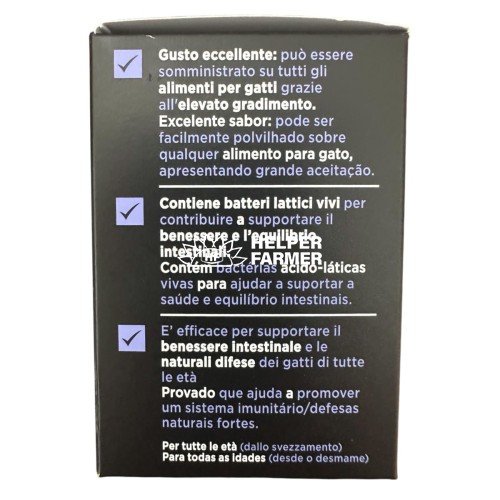 Gusto eccellente: può essere
somministrato su tutti gli
alimenti per gatti grazie
all'elevato gradimento.
Excelente sabor: pode ser
facilmente polvilhado sobre
qualquer alimento para gato,
apresentando grande aceitação.
Contiene batteri lattici vivi per
contribuire a supportare il
benessere e l'equilibrio
intestinali.
HELPER
FARMER
Contém bactérias ácido-láticas
vivas para ajudar a suportar a
saúde e equilíbrio intestinais.
E' efficace per supportare il
benessere intestinale e le
naturali difese dei gatti di tutte
le età
Provado que ajuda a promover
um sistema imunitário/defesas
naturais fortes.
Per tutte le età (dallo svezzamento)
Para todas as idades (desde o desmame)